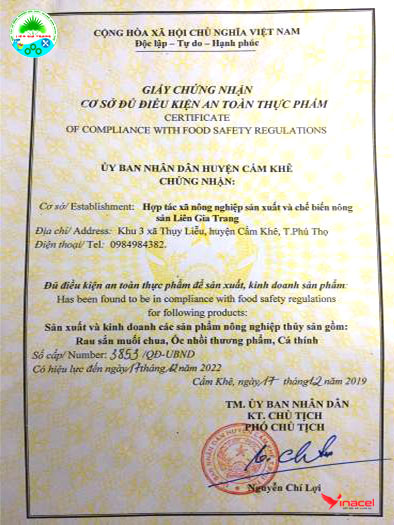 LIÊN GIA TRANG
CỘNG HÒA XÃ HỘI CHỦ NGHĨA VIỆT NAM
Độc lập – Tự do – Hạnh phúc
GIẤY CHỨNG NHẬN
CƠ SỞ ĐỦ ĐIỀU KIỆN AN TOÀN THỰC PHẨM
CERTIFICATE
OF COMPLIANCE WITH FOOD SAFETY REGULATIONS
ỦY BAN NHÂN DÂN HUYỆN CẨM KHÊ
CHỨNG NHẬN:
Cơ sở/ Establishment: Hợp tác xã nông nghiệp sản xuất và chế biến nông
sản Liên Gia Trang
Địa chỉ/ Address: Khu 3 xã Thụy Liễu, huyện Cẩm Khê, T.Phú Thọ
Điện thoại/ Tel: 0984984382.
Đủ điều kiện an toàn thực phẩm để sản xuất, kinh doanh sản phẩm:
Has been found to be in compliance with food safety regulations
for following products:
Sản xuất và kinh doanh các sản phẩm nông nghiệp thủy sản gồm:
Rau sắn muối chua, Ốc nhồi thương phẩm, Cá thính
Số cấp/ Number: 3853 /QĐ-UBND
Có hiệu lực đến ngày 17 tháng 12 năm 2022
Cẩm Khê, ngày 17 tháng 12 năm 2019
TM. ỦY BAN NHÂN DÂN
KT. CHỦ TỊCH
PHÓ CHỦ TỊCH
Nguyễn Chí Lợi
Vinacel